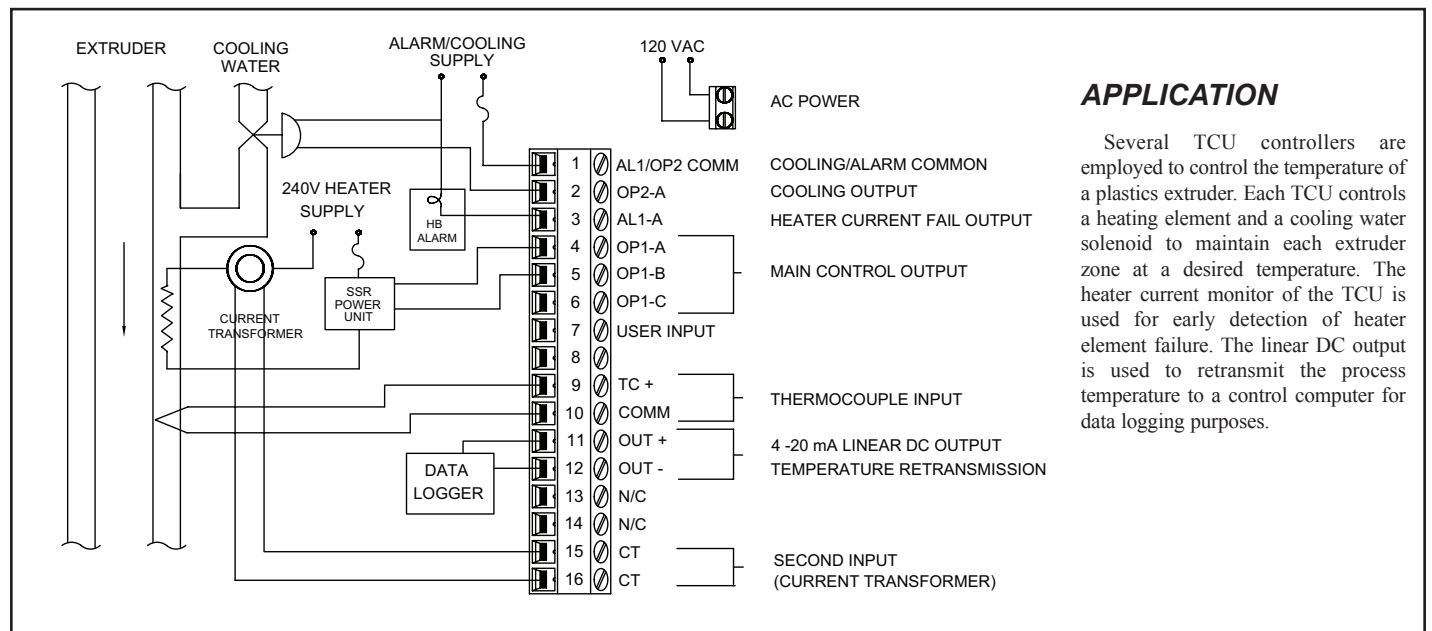 EXTRUDER
COOLING
WATER
ALARM/COOLING
SUPPLY
120 VAC
AC POWER
240V HEATER
SUPPLY
HB
ALARM
SSR
POWER
UNIT
CURRENT
TRANSFORMER
DATA
LOGGER
1 AL1/OP2 COMM COOLING/ALARM COMMON
2 OP2-A COOLING OUTPUT
3 AL1-A HEATER CURRENT FAIL OUTPUT
4 OP1-A
5 OP1-B MAIN CONTROL OUTPUT
6 OP1-C
7 USER INPUT
8
9 TC +
THERMOCOUPLE INPUT
10 COMM
11 OUT +
4 -20 mA LINEAR DC OUTPUT
12 OUT -
TEMPERATURE RETRANSMISSION
13 N/C
14 N/C
15 CT
SECOND INPUT
16 CT
(CURRENT TRANSFORMER)
APPLICATION
Several TCU controllers are
employed to control the temperature of
a plastics extruder. Each TCU controls
a heating element and a cooling water
solenoid to maintain each extruder
zone at a desired temperature. The
heater current monitor of the TCU is
used for early detection of heater
element failure. The linear DC output
is used to retransmit the process
temperature to a control computer for
data logging purposes.